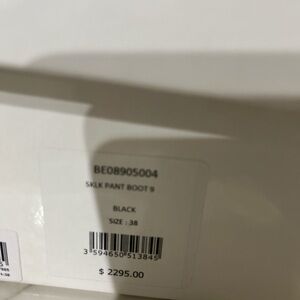 BE08905004
SKLK PANT BOOT 9
BLACK
SIZE : 38
3 594650 513845
$ 2295.00